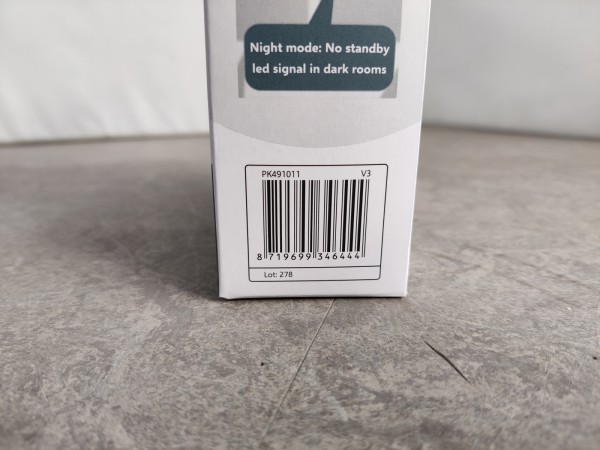 Night mode: No standby
led signal in dark rooms
PK491011 V3
8 719699 346444
Lot: 278